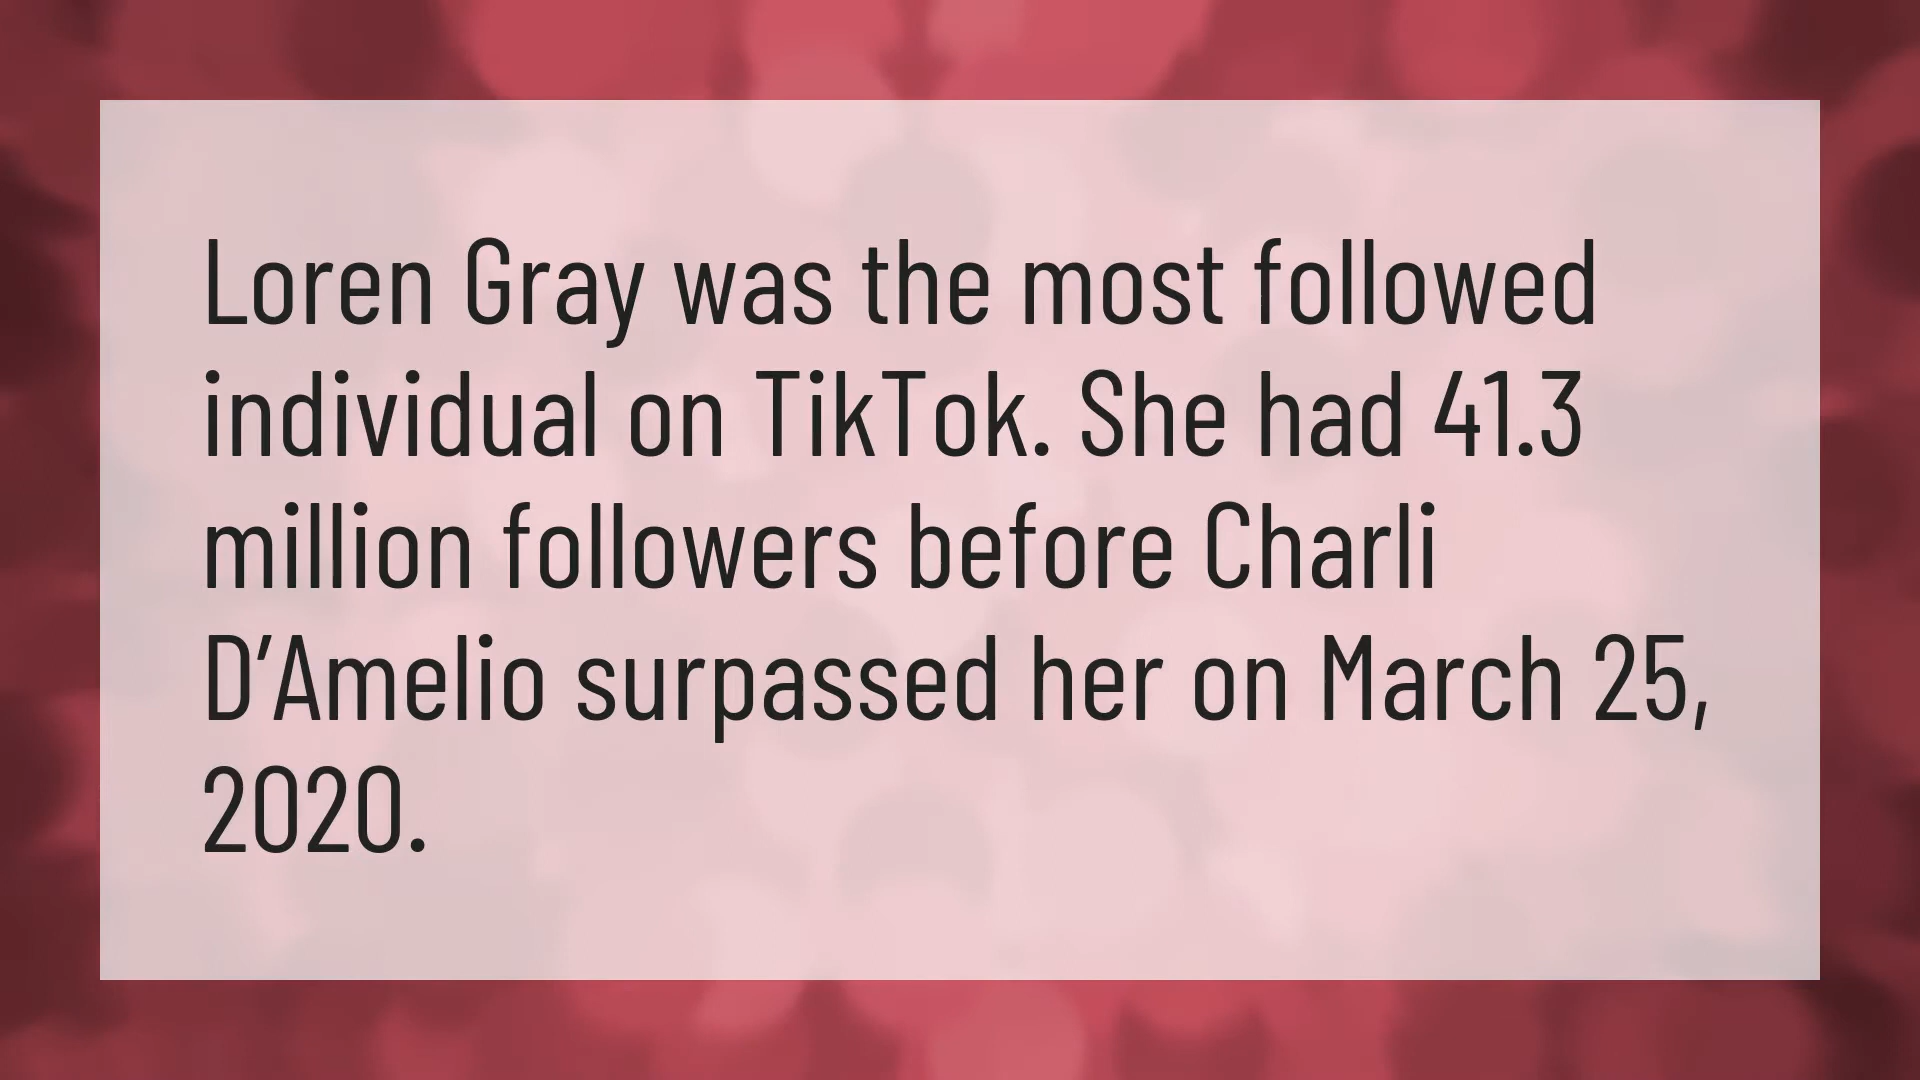 Loren Gray was the most followed
individual on TikTok. She had 41.3
million followers before Charli
D’Amelio surpassed her on March 25,
2020.